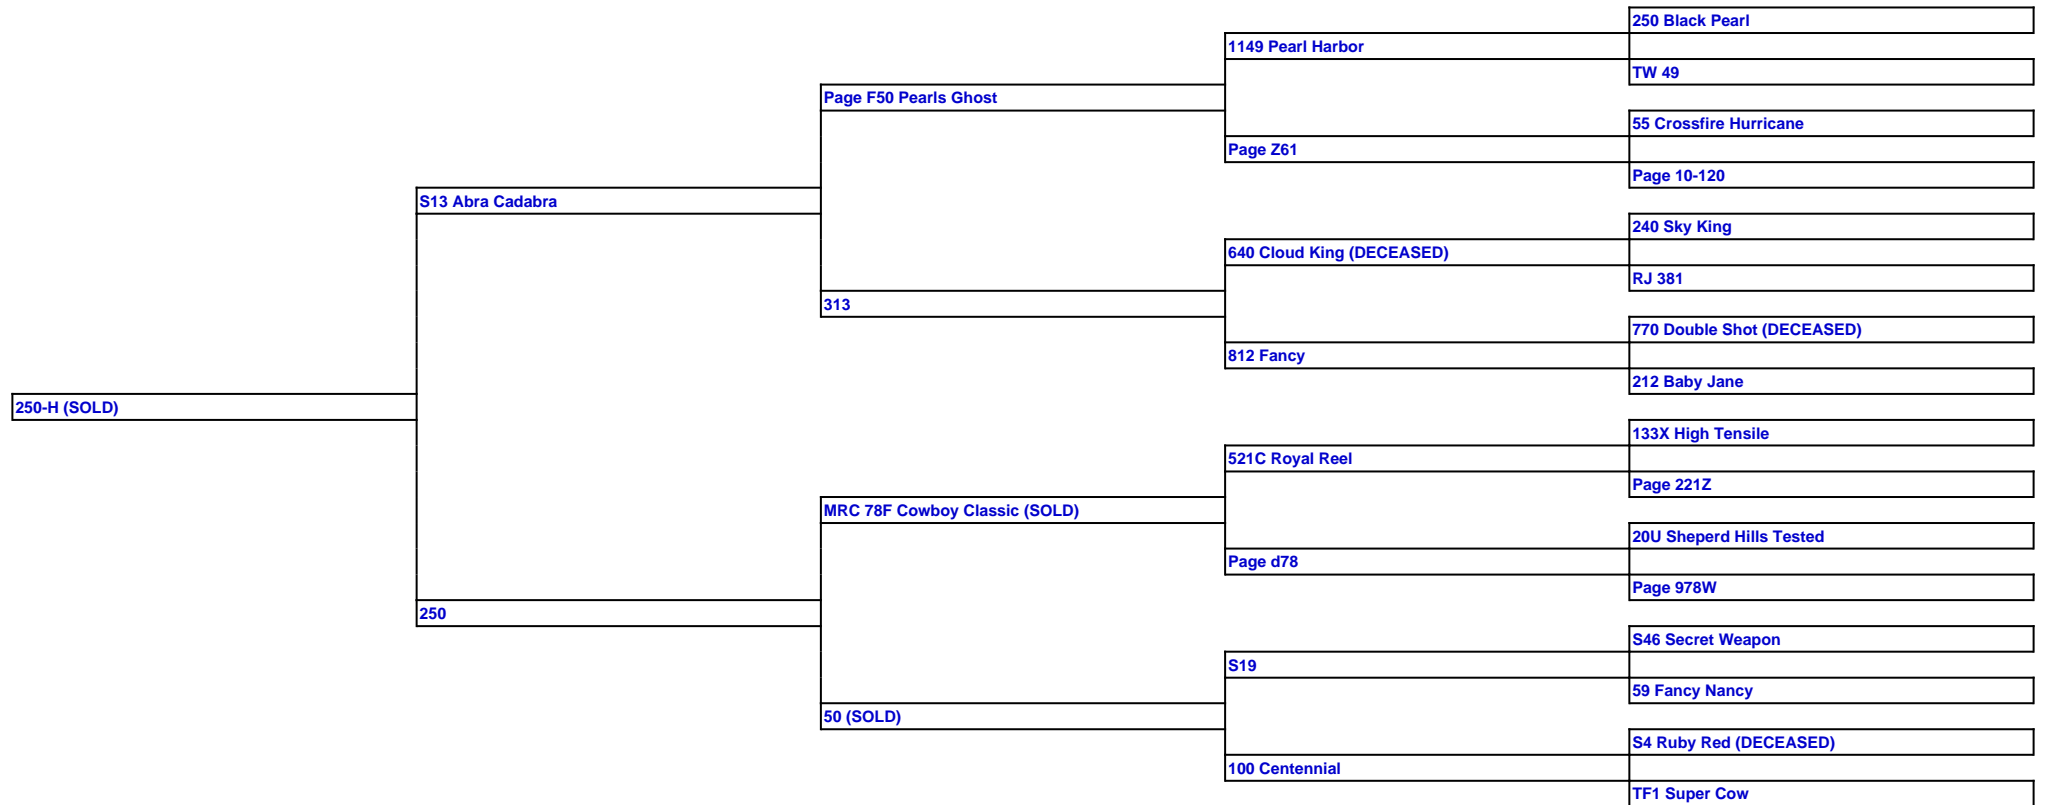 250 Black Pearl
1149 Pearl Harbor
TW 49
Page F50 Pearls Ghost
55 Crossfire Hurricane
Page Z61
Page 10-120
S13 Abra Cadabra
240 Sky King
640 Cloud King (DECEASED)
RJ 381
313
770 Double Shot (DECEASED)
812 Fancy
212 Baby Jane
250-H (SOLD)
133X High Tensile
521C Royal Reel
Page 221Z
MRC 78F Cowboy Classic (SOLD)
20U Sheperd Hills Tested
Page d78
Page 978W
250
S46 Secret Weapon
S19
59 Fancy Nancy
50 (SOLD)
S4 Ruby Red (DECEASED)
100 Centennial
TF1 Super Cow